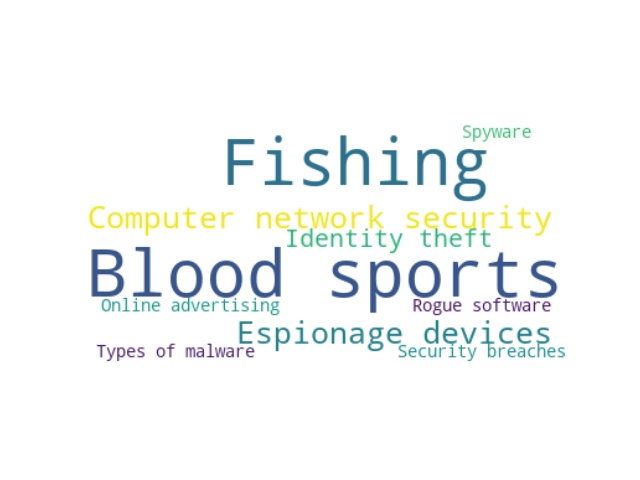 Spyware
Fishing
Computer network security
Identity theft
Blood sports
Online advertising
Rogue software
Espionage devices
Types of malware
Security breaches